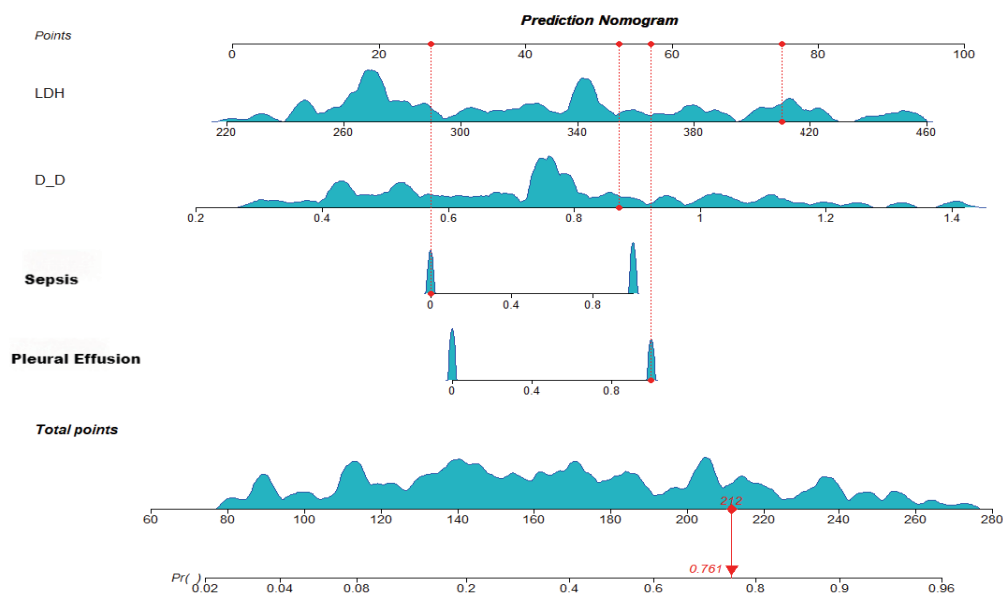 Prediction Nomogram
Points
0 20 40 60 80 100
LDH
220 260 300 340 380 420 460
D_D
0.2 0.4 0.6 0.8 1 1.2 1.4
Sepsis
0 0.4 0.8
Pleural Effusion
0 0.4 0.8
Total points
212
60 80 100 120 140 160 180 200 220 240 260 280
0.761
Pr( )
0.02 0.04 0.08 0.2 0.4 0.6 0.8 0.9 0.96